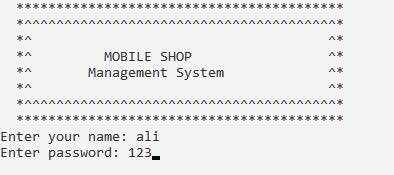 *****************************************
*^^^^^^^^^^^^^^^^^^^^^^^^^^^^^^^^^^^^^^^*
*^                                     ^*
*^         MOBILE SHOP                 ^*
*^       Management System             ^*
*^                                     ^*
*^^^^^^^^^^^^^^^^^^^^^^^^^^^^^^^^^^^^^^^*
*****************************************
Enter your name: ali
Enter password: 123